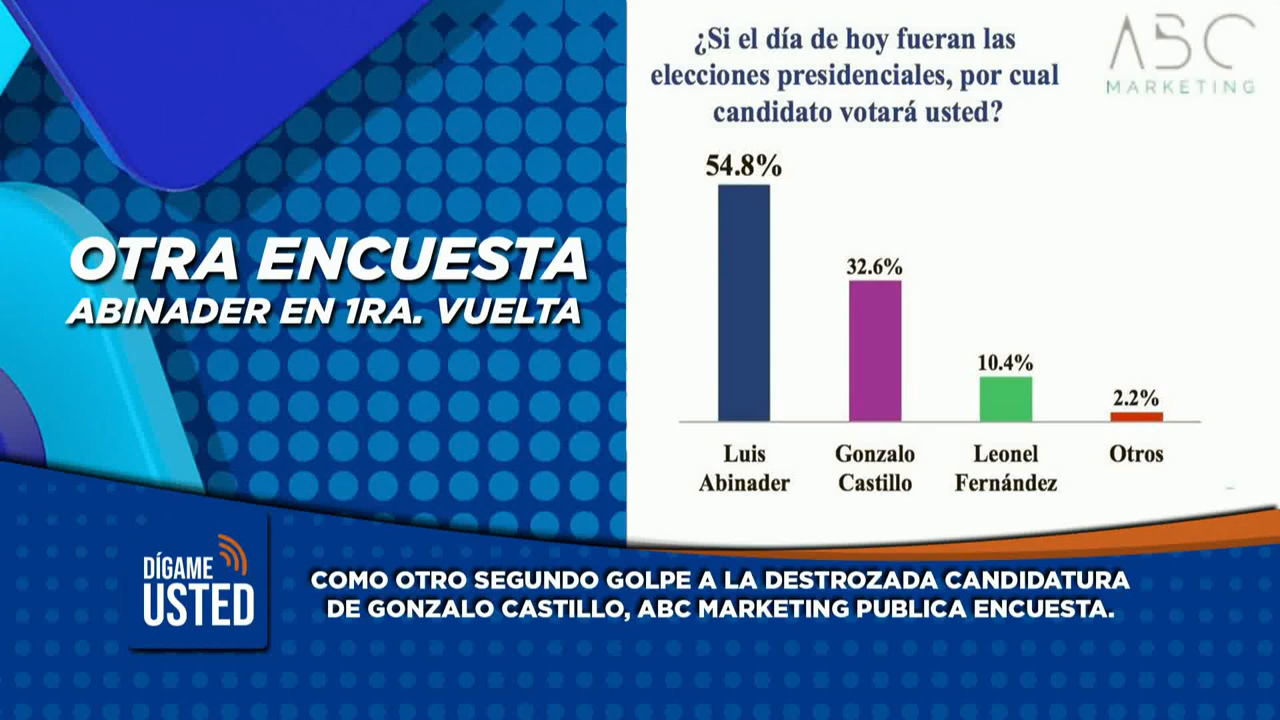 OTRA ENCUESTA
ABINADER EN 1RA. VUELTA
¿Si el día de hoy fueran las
elecciones presidenciales, por cual
candidato votará usted?
ABC
MARKETING
54.8%
32.6%
10.4%
2.2%
Luis
Abinader
Gonzalo
Castillo
Leonel
Fernández
Otros
DÍGAME
USTED
COMO OTRO SEGUNDO GOLPE A LA DESTROZADA CANDIDATURA
DE GONZALO CASTILLO, ABC MARKETING PUBLICA ENCUESTA.